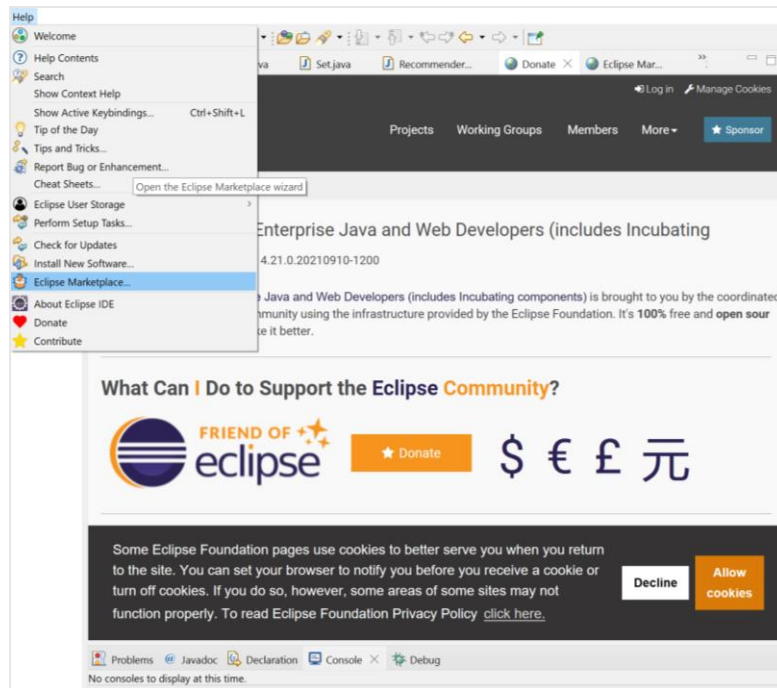 Help
Welcome
Help Contents
Search
Show Context Help
Show Active Keybindings... Ctrl+Shift+L
Tip of the Day
Tips and Tricks...
Report Bug or Enhancement...
Cheat Sheets...
Open the Eclipse Marketplace wizard
Eclipse User Storage
Perform Setup Tasks...
Check for Updates
Install New Software...
Eclipse Marketplace...
About Eclipse IDE
Donate
Contribute
va Set.java Recommender... Donate Eclipse Mar...
Log in Manage Cookies
Projects Working Groups Members More Sponsor
Enterprise Java and Web Developers (includes Incubating
4.21.0.20210910-1200
Java and Web Developers (includes Incubating components) is brought to you by the coordinated
mmunity using the infrastructure provided by the Eclipse Foundation. It's 100% free and open sour
ke it better.
What Can I Do to Support the Eclipse Community?
FRIEND OF
eclipse
Donate
$ € £ 元
Some Eclipse Foundation pages use cookies to better serve you when you return
to the site. You can set your browser to notify you before you receive a cookie or
turn off cookies. If you do so, however, some areas of some sites may not
function properly. To read Eclipse Foundation Privacy Policy click here.
Decline
Allow
cookies
Problems Javadoc Declaration Console Debug
No consoles to display at this time.